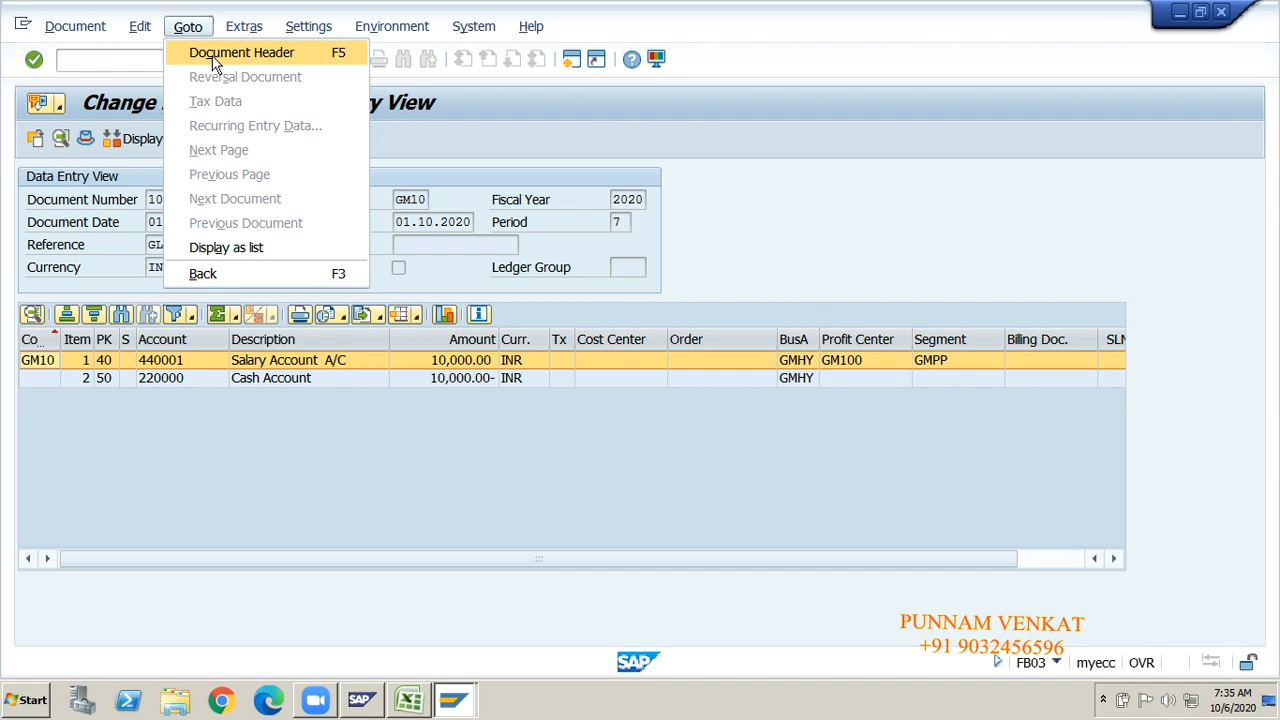 Document Edit Goto Extras Settings Environment System Help
Document Header F5
Reversal Document
Tax Data
Recurring Entry Data...
Next Page
Previous Page
Next Document
Previous Document
Display as list
Back F3
Change y View
Display
Data Entry View
Document Number 10 GM10 Fiscal Year 2020
Document Date 01 01.10.2020 Period 7
Reference GL
Currency IN Ledger Group
Co... Item PK S Account Description Amount Curr. Tx Cost Center Order BusA Profit Center Segment Billing Doc. SLN
GM10 1 40 440001 Salary Account A/C 10,000.00 INR GMHY GM100 GMPP
2 50 220000 Cash Account 10,000.00- INR GMHY
PUNNAM VENKAT
+91 9032456596
SAP FB03 myecc OVR
Start SAP 7:35 AM
10/6/2020